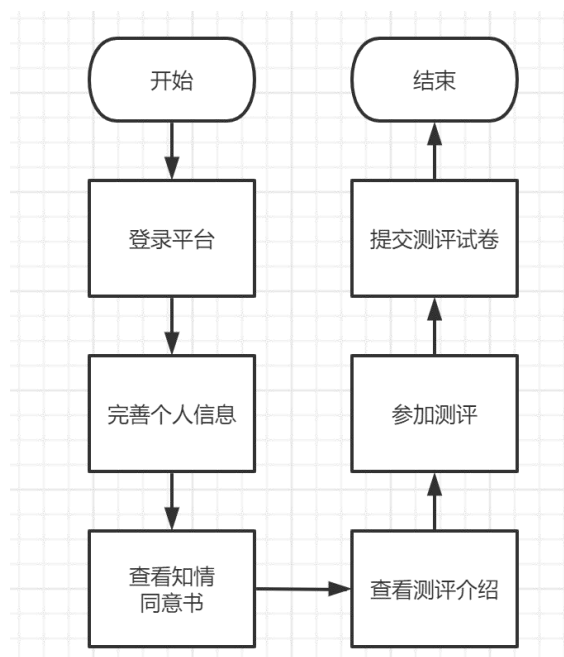 开始
登录平台
完善个人信息
查看知情
同意书
查看测评介绍
参加测评
提交测评试卷
结束